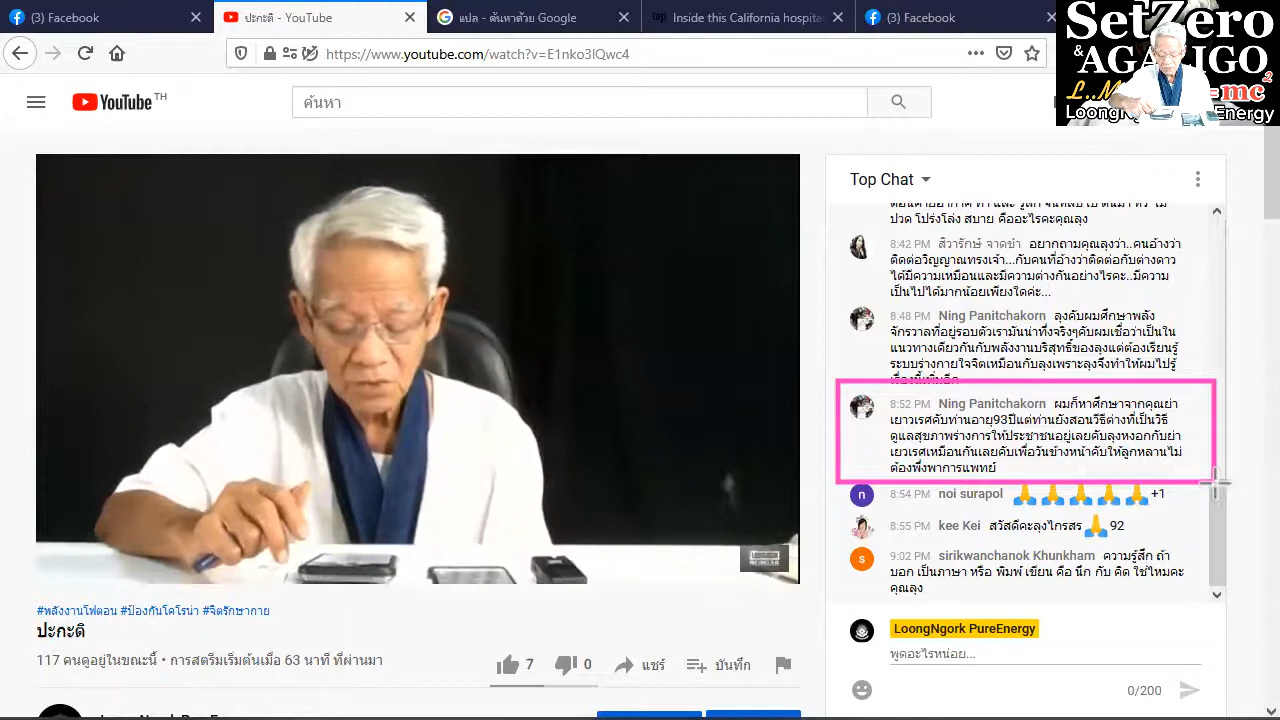 (3) Facebook
ปะกะติ - YouTube
แปล - ค้นหาด้วย Google
Inside this California hospital
(3) Facebook
SetZero
&
https://www.youtube.com/watch?v=E1nko3lQwc4
YouTube TH
ค้นหา
=mc²
Energy
Top Chat
ปวด โปร่งโล่ง สบาย คืออะไรคะคุณลุง
8:42 PM สิวารักษ์ จาดขำ อยากถามคุณลุงว่า..คนอ้างว่า
ติดต่อวิญญาณทรงเจ้า...กับคนที่อ้างว่าติดต่อกับต่างดาว
ได้มีความเหมือนและมีความต่างกันอย่างไรคะ..มีความ
เป็นไปได้มากน้อยเพียงใดค่ะ...
8:48 PM Ning Panitchakorn ลุงคับผมศึกษาพลัง
จักรวาลที่อยู่รอบตัวเรามันน่าทึ่งจริงๆคับผมเชื่อว่าเป็นใน
แนวทางเดียวกันกับพลังงานบริสุทธิ์ของลุงแต่ต้องเรียนรู้
ระบบร่างกายใจจิตเหมือนกับลุงเพราะลุงจึงทำให้ผมไปรู้
เรื่องนี้เพิ่มอีก
8:52 PM Ning Panitchakorn ผมก็หาศึกษาจากคุณย่า
เยาวเรศคับท่านอายุ93ปีแต่ท่านยังสอนวิธีต่างที่เป็นวิธี
ดูแลสุขภาพร่างการให้ประชาชนอยู่เลยคับลุงหงอกกับย่า
เยวเรศเหมือนกันเลยคับเพื่อวันข้างหน้าคับให้ลูกหลานไม่
ต้องพึ่งพาการแพทย์
n 8:54 PM noi surapol 🙏🙏🙏🙏🙏 +1
8:55 PM kee Kei สวัสดีคะลุงไกรสร 🙏 92
s 9:02 PM sirikwanchanok Khunkham ความรู้สึก ถ้า
บอก เป็นภาษา หรือ พิมพ์ เขียน คือ นึก กับ คิด ใช่ไหมคะ
คุณลุง
LoongNgork PureEnergy
พูดอะไรหน่อย...
0/200
#พลังงานโฟตอน #ป้องกันโคโรน่า #จิตรักษากาย
ปะกะติ
117 คนดูอยู่ในขณะนี้ • การสตรีมเริ่มต้นเมื่อ 63 นาที ที่ผ่านมา
7
0
แชร์
บันทึก